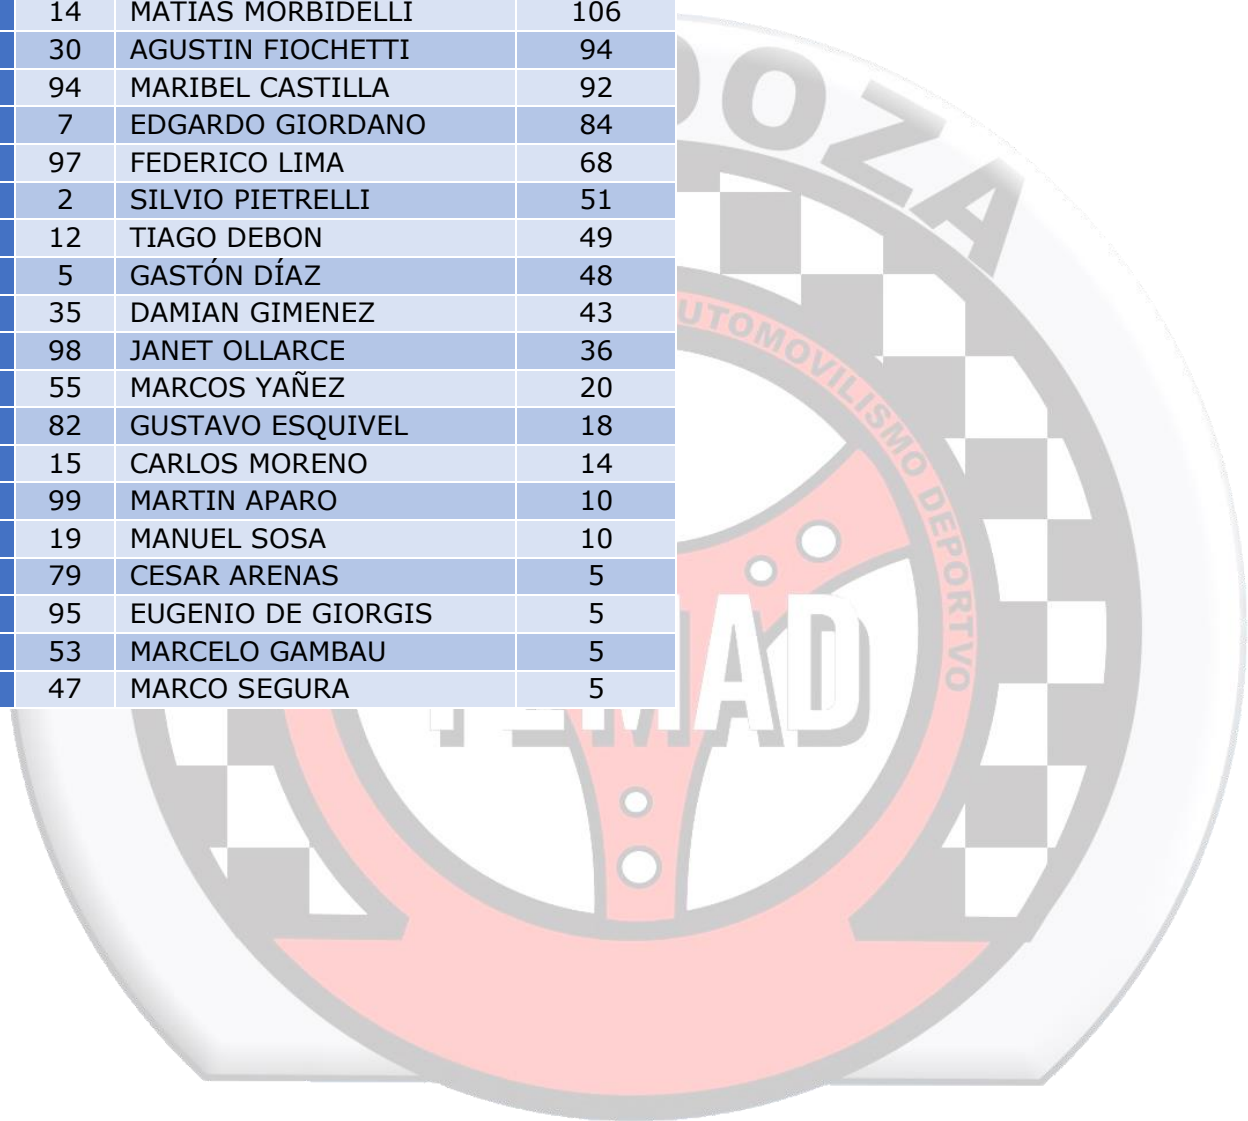 14 MATIAS MORBIDELLI 106
30 AGUSTIN FIOCHETTI 94
94 MARIBEL CASTILLA 92
7 EDGARDO GIORDANO 84
97 FEDERICO LIMA 68
2 SILVIO PIETRELLI 51
12 TIAGO DEBON 49
5 GASTÓN DÍAZ 48
35 DAMIAN GIMENEZ 43
98 JANET OLLARCE 36
55 MARCOS YAÑEZ 20
82 GUSTAVO ESQUIVEL 18
15 CARLOS MORENO 14
99 MARTIN APARO 10
19 MANUEL SOSA 10
79 CESAR ARENAS 5
95 EUGENIO DE GIORGIS 5
53 MARCELO GAMBAU 5
47 MARCO SEGURA 5
OZA
UTOMOVILISMO DEPORTVO
MAD